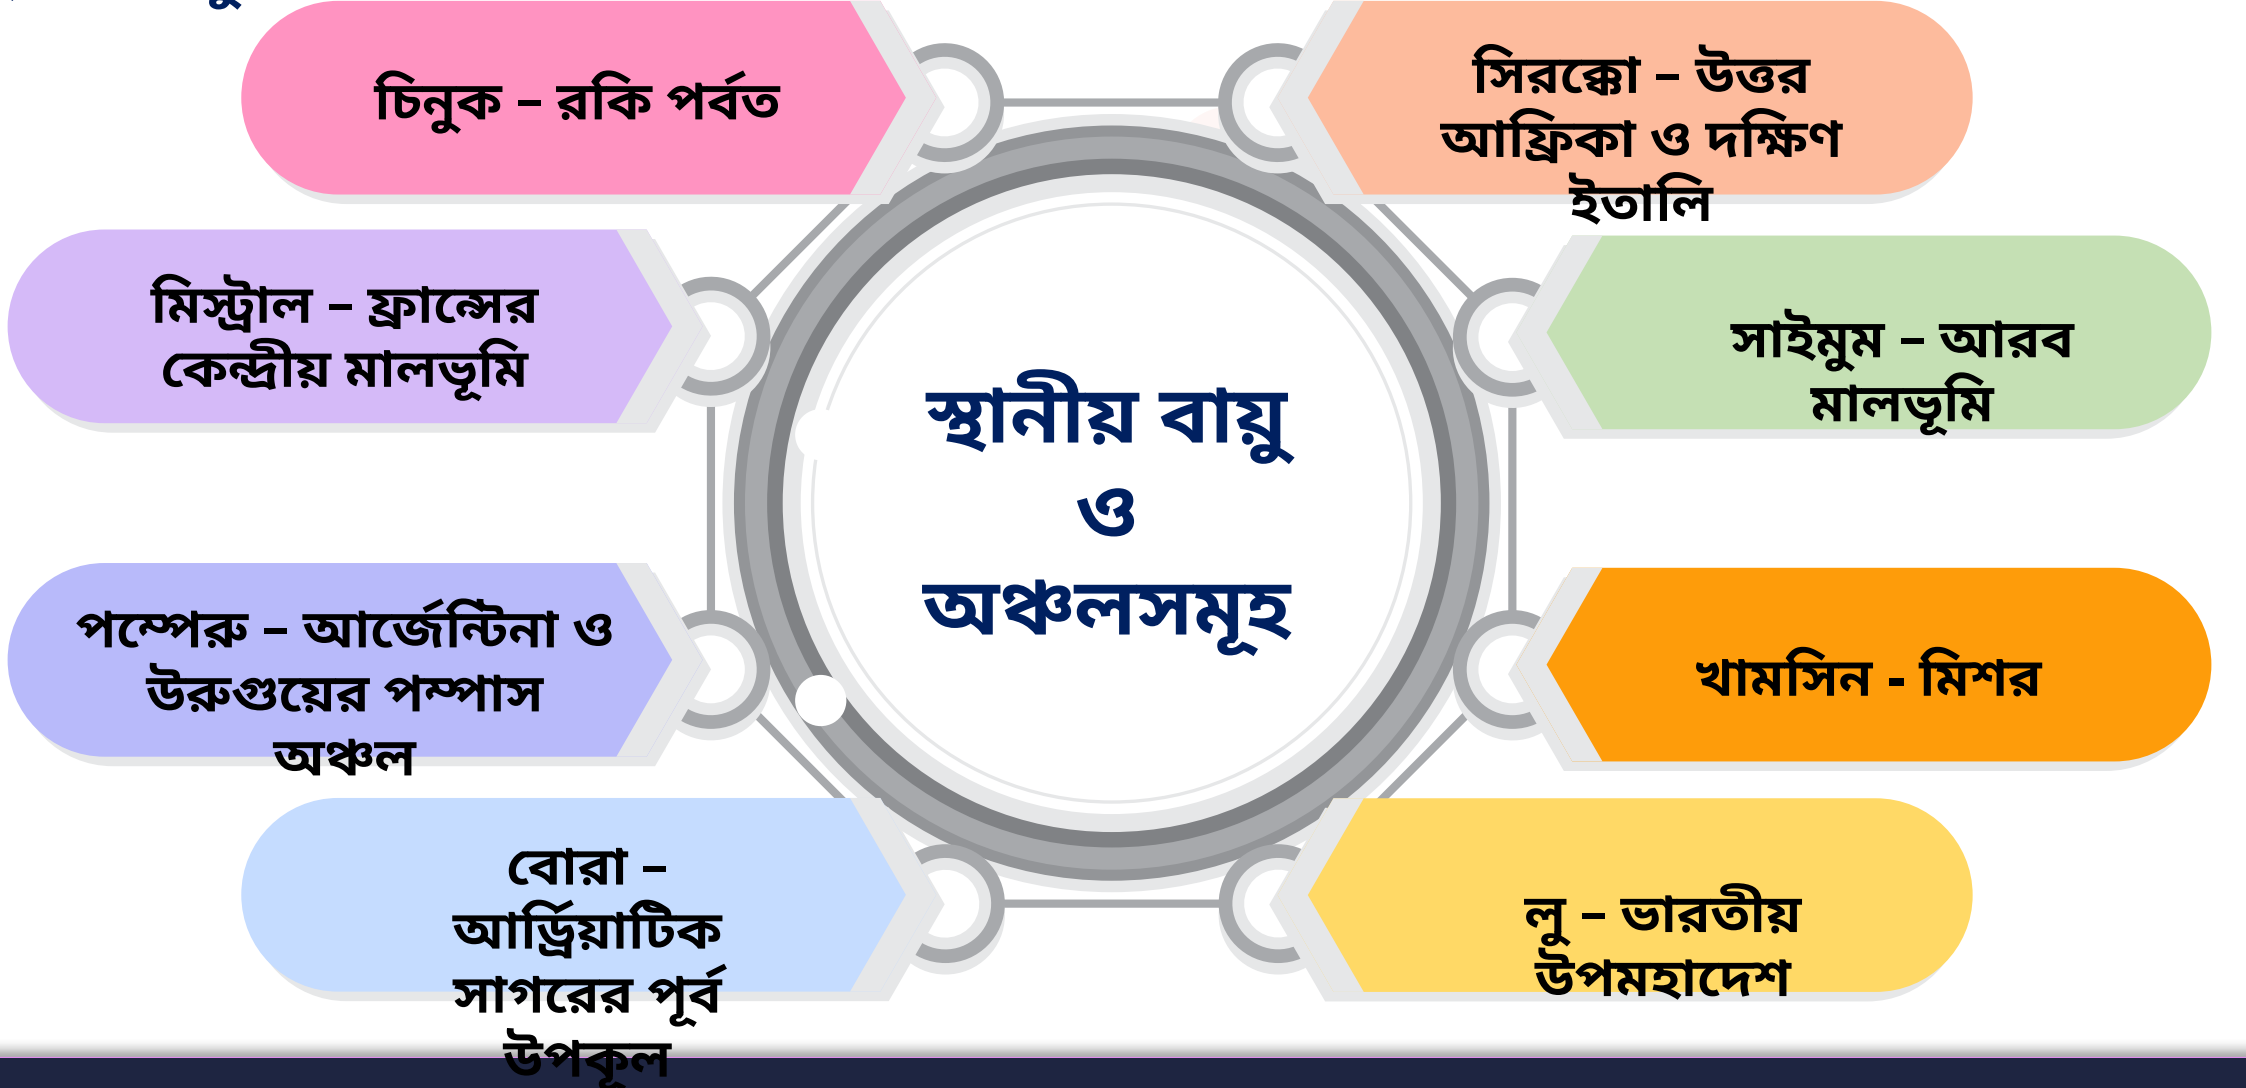 চিনুক – রকি পর্বত
সিরক্কো – উত্তর
আফ্রিকা ও দক্ষিণ
ইতালি
মিস্ট্রাল – ফ্রান্সের
কেন্দ্রীয় মালভূমি
সাইমুম – আরব
মালভূমি
স্থানীয় বায়ু
ও
অঞ্চলসমূহ
পম্পেরু – আর্জেন্টিনা ও
উরুগুয়ের পম্পাস
অঞ্চল
খামসিন - মিশর
বোরা –
আর্ড্রিয়াটিক
সাগরের পূর্ব
উপকূল
লু – ভারতীয়
উপমহাদেশ